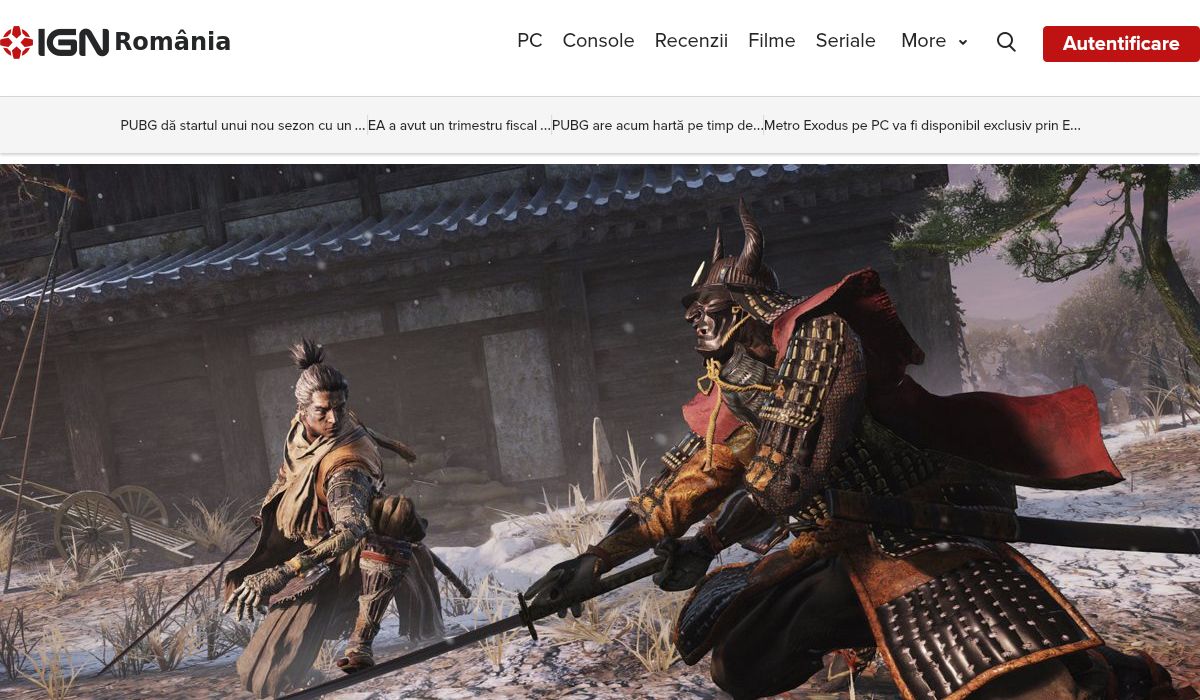 IGN România
PC Console Recenzii Filme Seriale More Autentificare
PUBG dă startul unui nou sezon cu un ... EA a avut un trimestru fiscal ... PUBG are acum hartă pe timp de... Metro Exodus pe PC va fi disponibil exclusiv prin E...